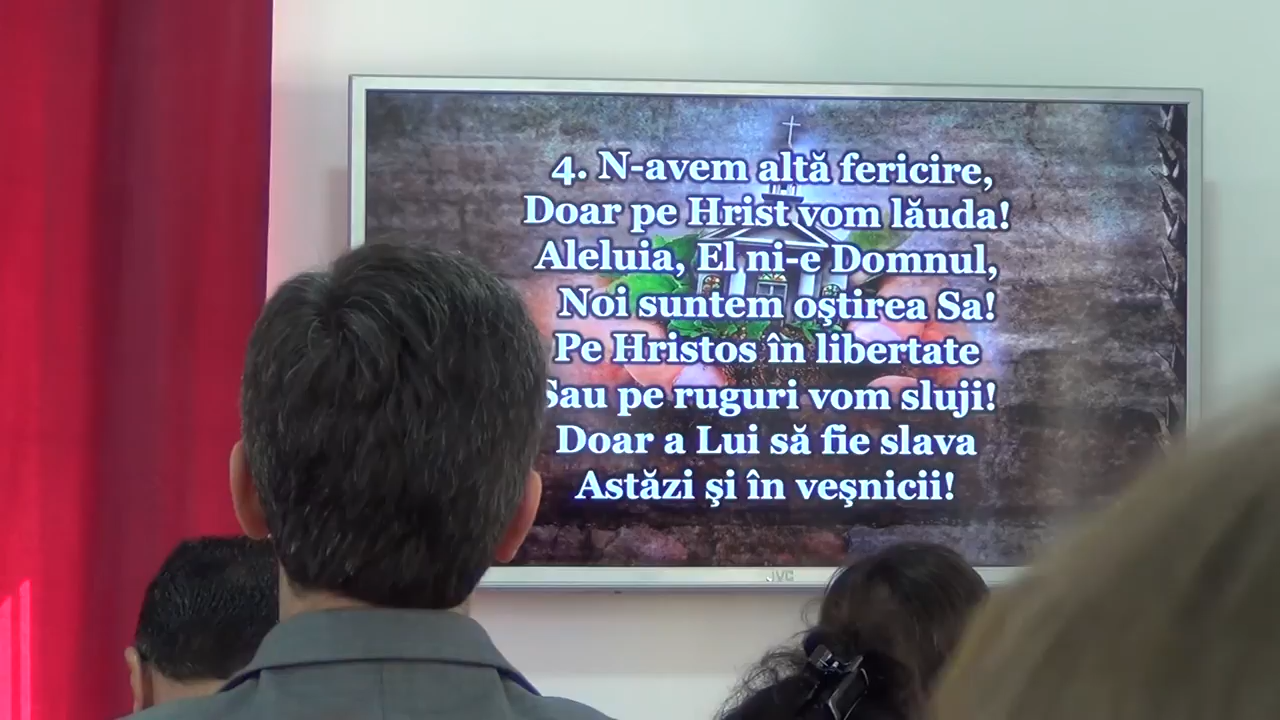 4. N-avem altă fericire,
Doar pe Hrist vom lăuda!
Aleluia, El ni-e Domnul,
Noi suntem oştirea Sa!
Pe Hristos în libertate
Sau pe ruguri vom sluji!
Doar a Lui să fie slava
Astăzi şi în veşnicii!
JVC